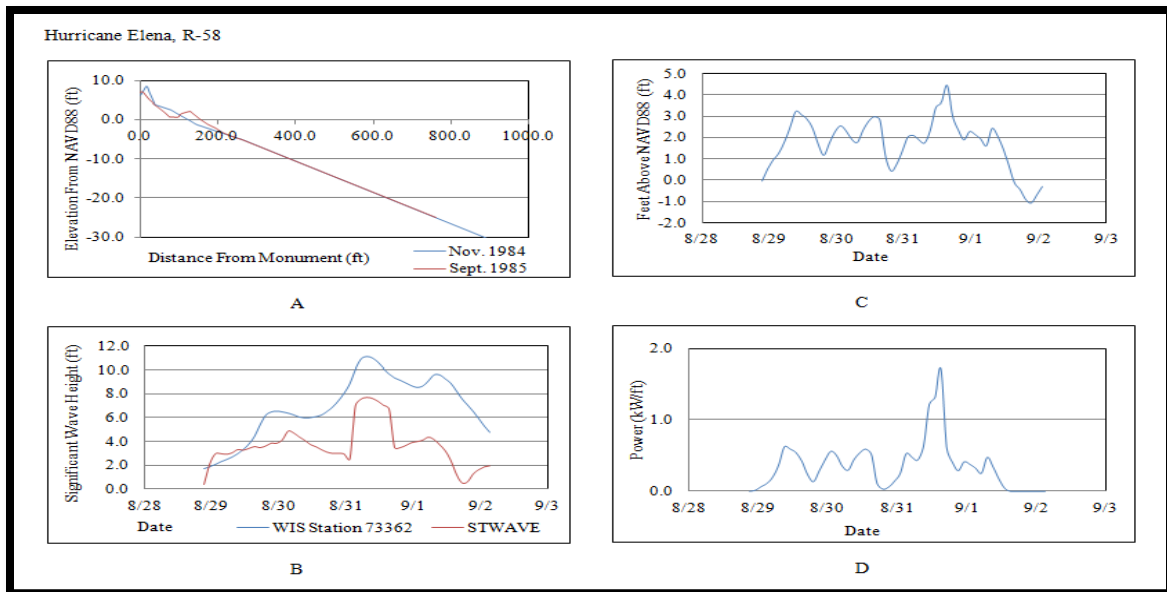 Hurricane Elena, R-58
Elevation From NAVD88 (ft)
10.0
0.0
-10.0
-20.0
-30.0
0.0 200.0 400.0 600.0 800.0 1000.0
Distance From Monument (ft)
Nov. 1984
Sept. 1985
A
Significant Wave Height (ft)
12.0
10.0
8.0
6.0
4.0
2.0
0.0
8/28 8/29 8/30 8/31 9/1 9/2 9/3
Date
WIS Station 73362 STWAVE
B
Feet Above NAVD88 (ft)
5.0
4.0
3.0
2.0
1.0
0.0
-1.0
-2.0
8/28 8/29 8/30 8/31 9/1 9/2 9/3
Date
C
Power (kW/ft)
2.0
1.0
0.0
8/28 8/29 8/30 8/31 9/1 9/2 9/3
Date
D